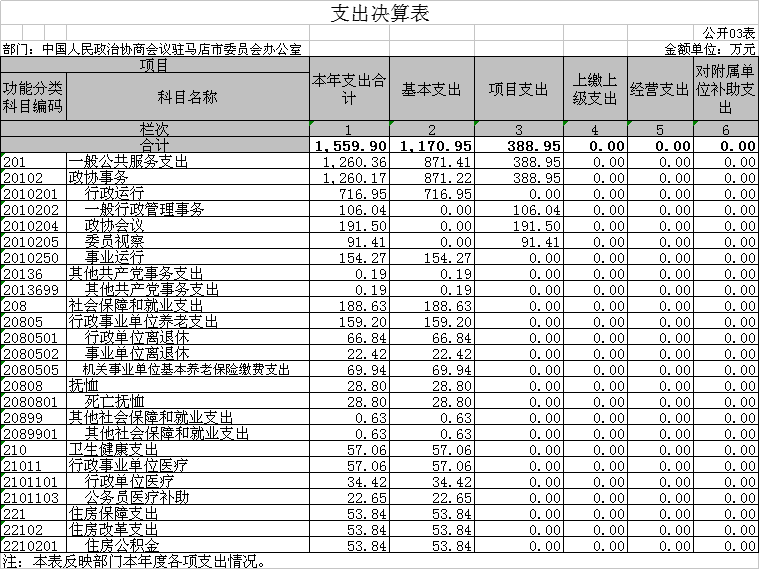 支出决算表
公开03表
部门：中国人民政治协商会议驻马店市委员会办公室 金额单位：万元
项目 本年支出合计 基本支出 项目支出 上缴上级支出 经营支出 对附属单位补助支出
功能分类科目编码 科目名称
栏次 1 2 3 4 5 6
合计 1,559.90 1,170.95 388.95 0.00 0.00 0.00
201 一般公共服务支出 1,260.36 871.41 388.95 0.00 0.00 0.00
20102 政协事务 1,260.17 871.22 388.95 0.00 0.00 0.00
2010201 行政运行 716.95 716.95 0.00 0.00 0.00 0.00
2010202 一般行政管理事务 106.04 0.00 106.04 0.00 0.00 0.00
2010204 政协会议 191.50 0.00 191.50 0.00 0.00 0.00
2010205 委员视察 91.41 0.00 91.41 0.00 0.00 0.00
2010250 事业运行 154.27 154.27 0.00 0.00 0.00 0.00
20136 其他共产党事务支出 0.19 0.19 0.00 0.00 0.00 0.00
2013699 其他共产党事务支出 0.19 0.19 0.00 0.00 0.00 0.00
208 社会保障和就业支出 188.63 188.63 0.00 0.00 0.00 0.00
20805 行政事业单位养老支出 159.20 159.20 0.00 0.00 0.00 0.00
2080501 行政单位离退休 66.84 66.84 0.00 0.00 0.00 0.00
2080502 事业单位离退休 22.42 22.42 0.00 0.00 0.00 0.00
2080505 机关事业单位基本养老保险缴费支出 69.94 69.94 0.00 0.00 0.00 0.00
20808 抚恤 28.80 28.80 0.00 0.00 0.00 0.00
2080801 死亡抚恤 28.80 28.80 0.00 0.00 0.00 0.00
20899 其他社会保障和就业支出 0.63 0.63 0.00 0.00 0.00 0.00
2089901 其他社会保障和就业支出 0.63 0.63 0.00 0.00 0.00 0.00
210 卫生健康支出 57.06 57.06 0.00 0.00 0.00 0.00
21011 行政事业单位医疗 57.06 57.06 0.00 0.00 0.00 0.00
2101101 行政单位医疗 34.42 34.42 0.00 0.00 0.00 0.00
2101103 公务员医疗补助 22.65 22.65 0.00 0.00 0.00 0.00
221 住房保障支出 53.84 53.84 0.00 0.00 0.00 0.00
22102 住房改革支出 53.84 53.84 0.00 0.00 0.00 0.00
2210201 住房公积金 53.84 53.84 0.00 0.00 0.00 0.00
注：本表反映部门本年度各项支出情况。